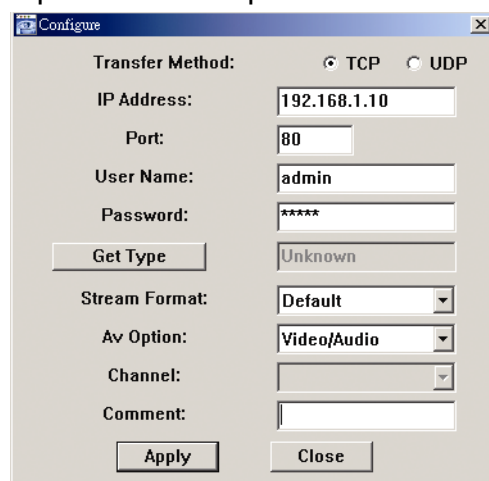 Configure
Transfer Method: TCP UDP
IP Address: 192.168.1.10
Port: 80
User Name: admin
Password: *****
Get Type Unknown
Stream Format: Default
Av Option: Video/Audio
Channel:
Comment:
Apply Close